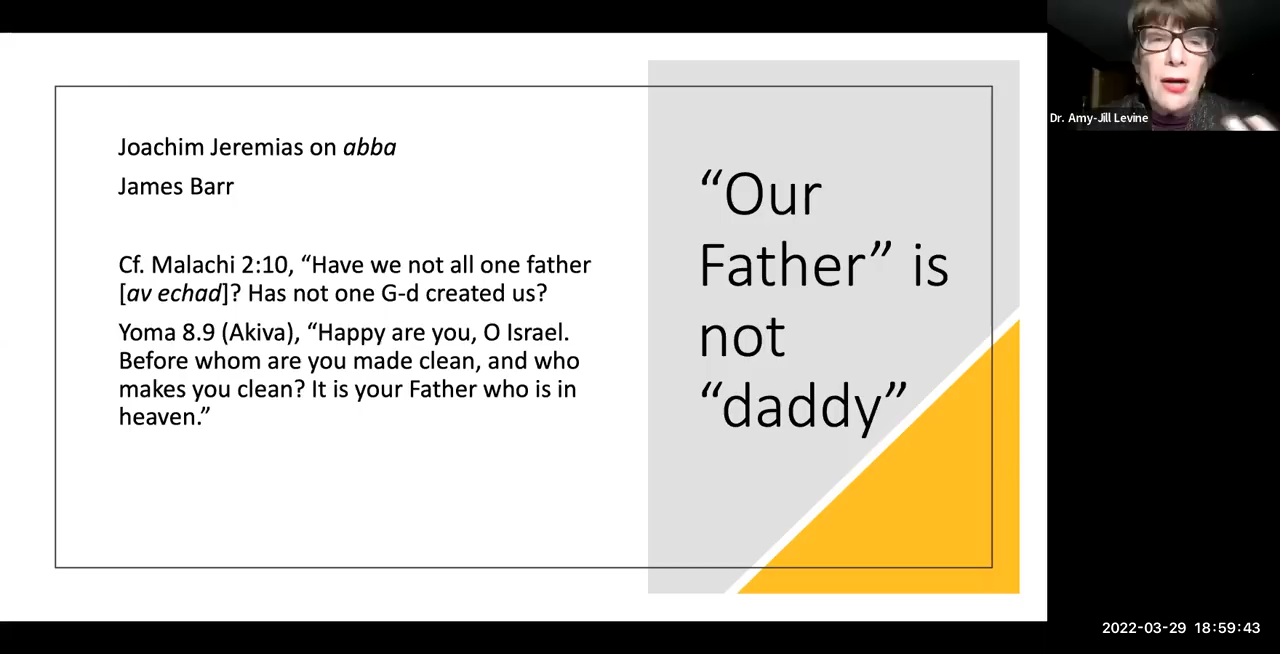 Joachim Jeremias on abba
James Barr
Cf. Malachi 2:10, “Have we not all one father
[av echad]? Has not one G-d created us?
Yoma 8.9 (Akiva), “Happy are you, O Israel.
Before whom are you made clean, and who
makes you clean? It is your Father who is in
heaven.”
“Our
Father” is
not
“daddy”
Dr. Amy-Jill Levine
2022-03-29 18:59:43